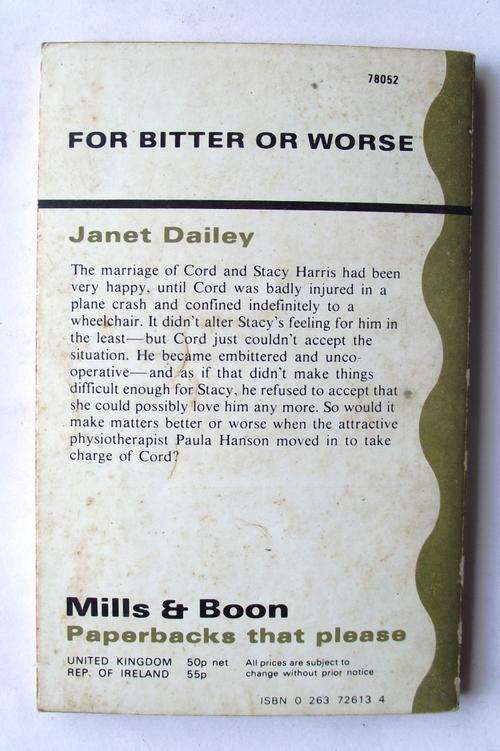 78052
FOR BITTER OR WORSE
Janet Dailey
The marriage of Cord and Stacy Harris had been
very happy, until Cord was badly injured in a
plane crash and confined indefinitely to a
wheelchair. It didn't alter Stacy's feeling for him in
the least—but Cord just couldn't accept the
situation. He became embittered and unco-
operative—and as if that didn't make things
difficult enough for Stacy, he refused to accept that
she could possibly love him any more. So would it
make matters better or worse when the attractive
physiotherapist Paula Hanson moved in to take
charge of Cord?
Mills & Boon
Paperbacks that please
UNITED KINGDOM 50p net
REP. OF IRELAND 55p
All prices are subject to
change without prior notice
ISBN 0 263 72613 4